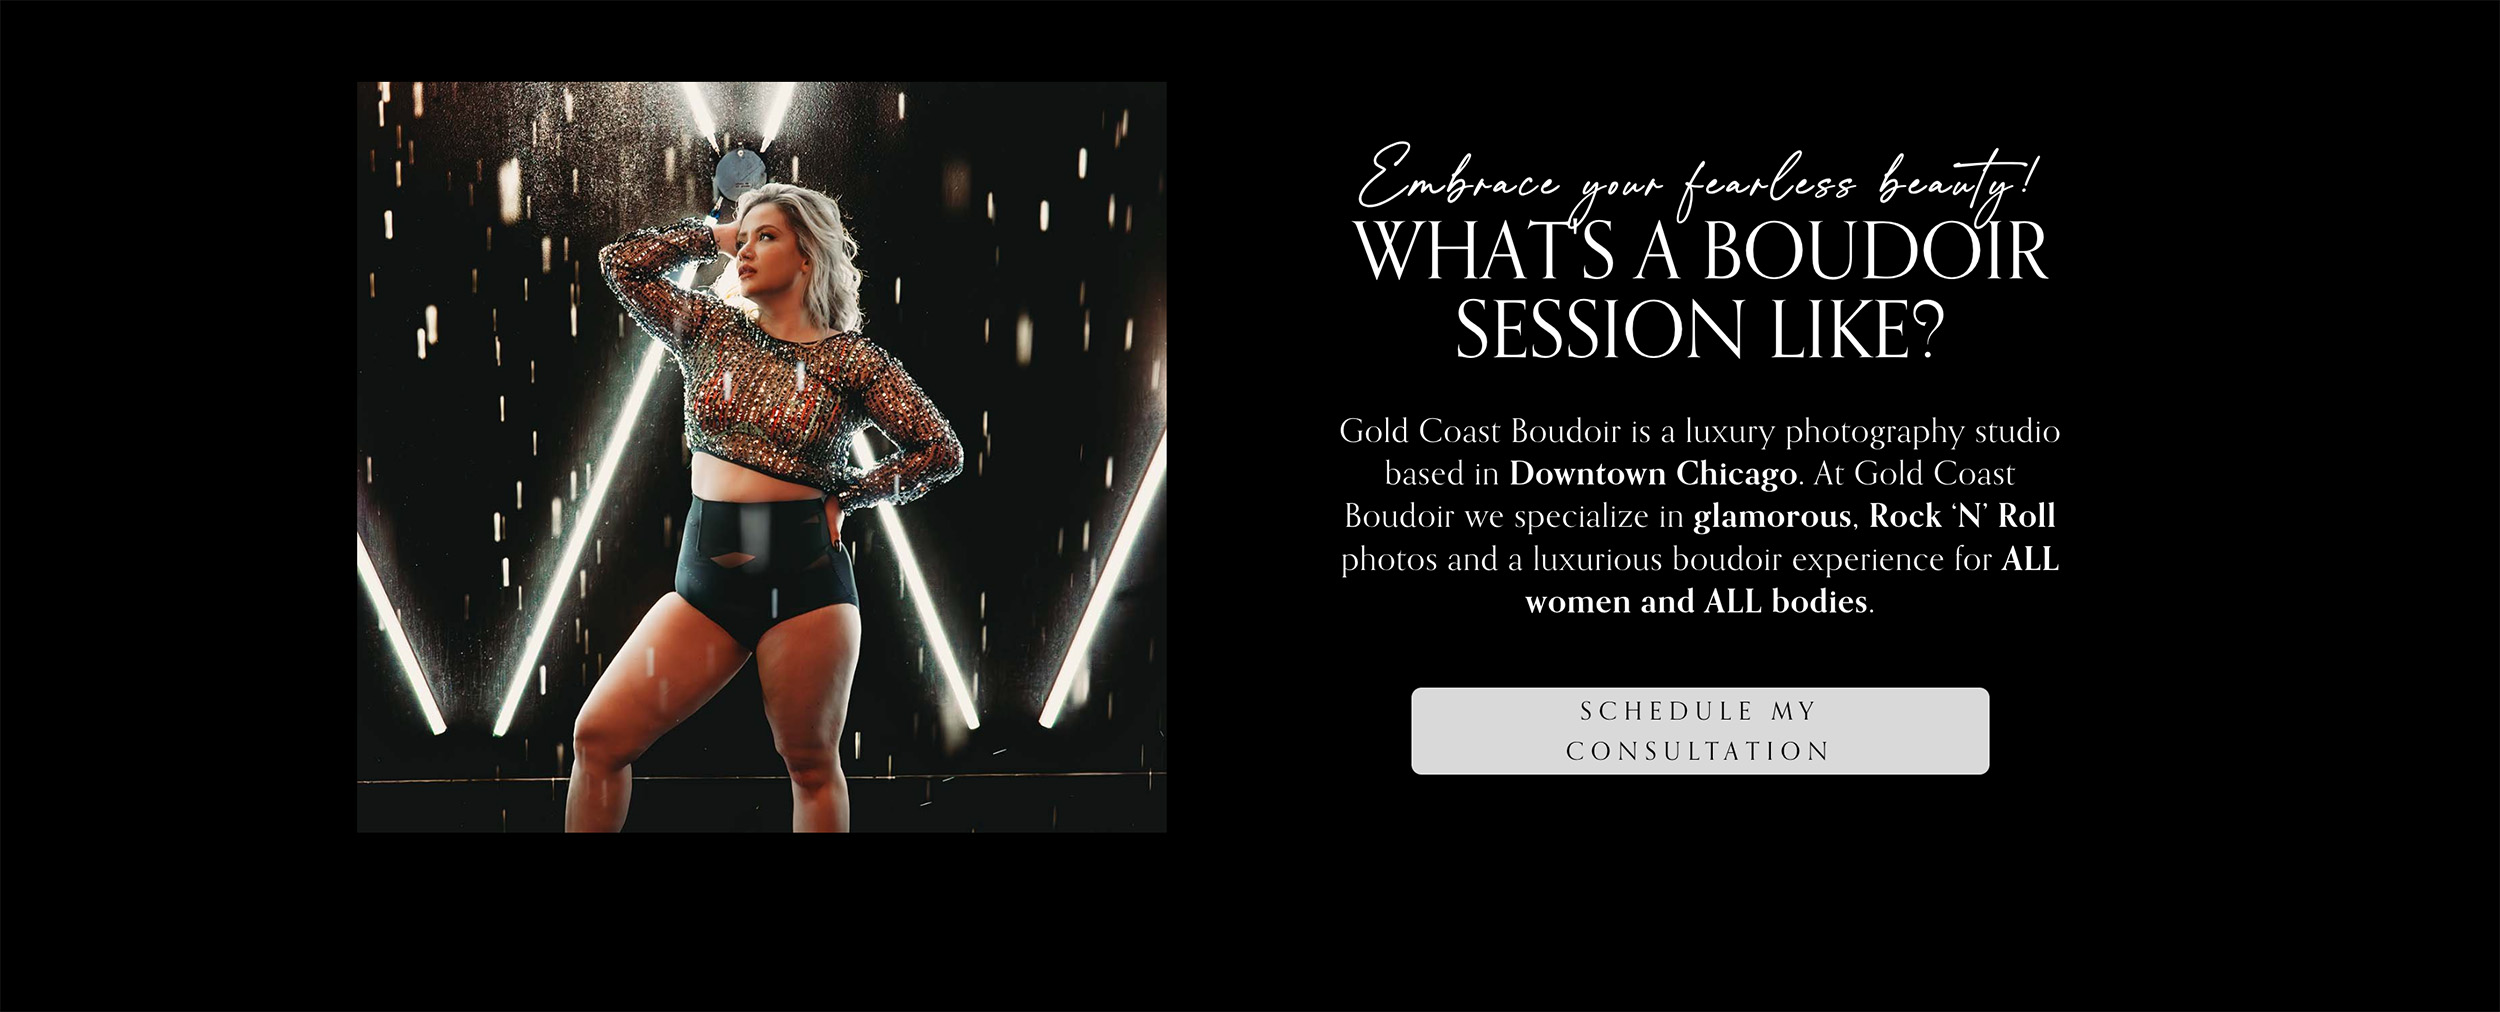 Embrace your fearless beauty!
WHAT'S A BOUDOIR
SESSION LIKE?
Gold Coast Boudoir is a luxury photography studio
based in Downtown Chicago. At Gold Coast
Boudoir we specialize in glamorous, Rock ‘N’ Roll
photos and a luxurious boudoir experience for ALL
women and ALL bodies.
SCHEDULE MY
CONSULTATION